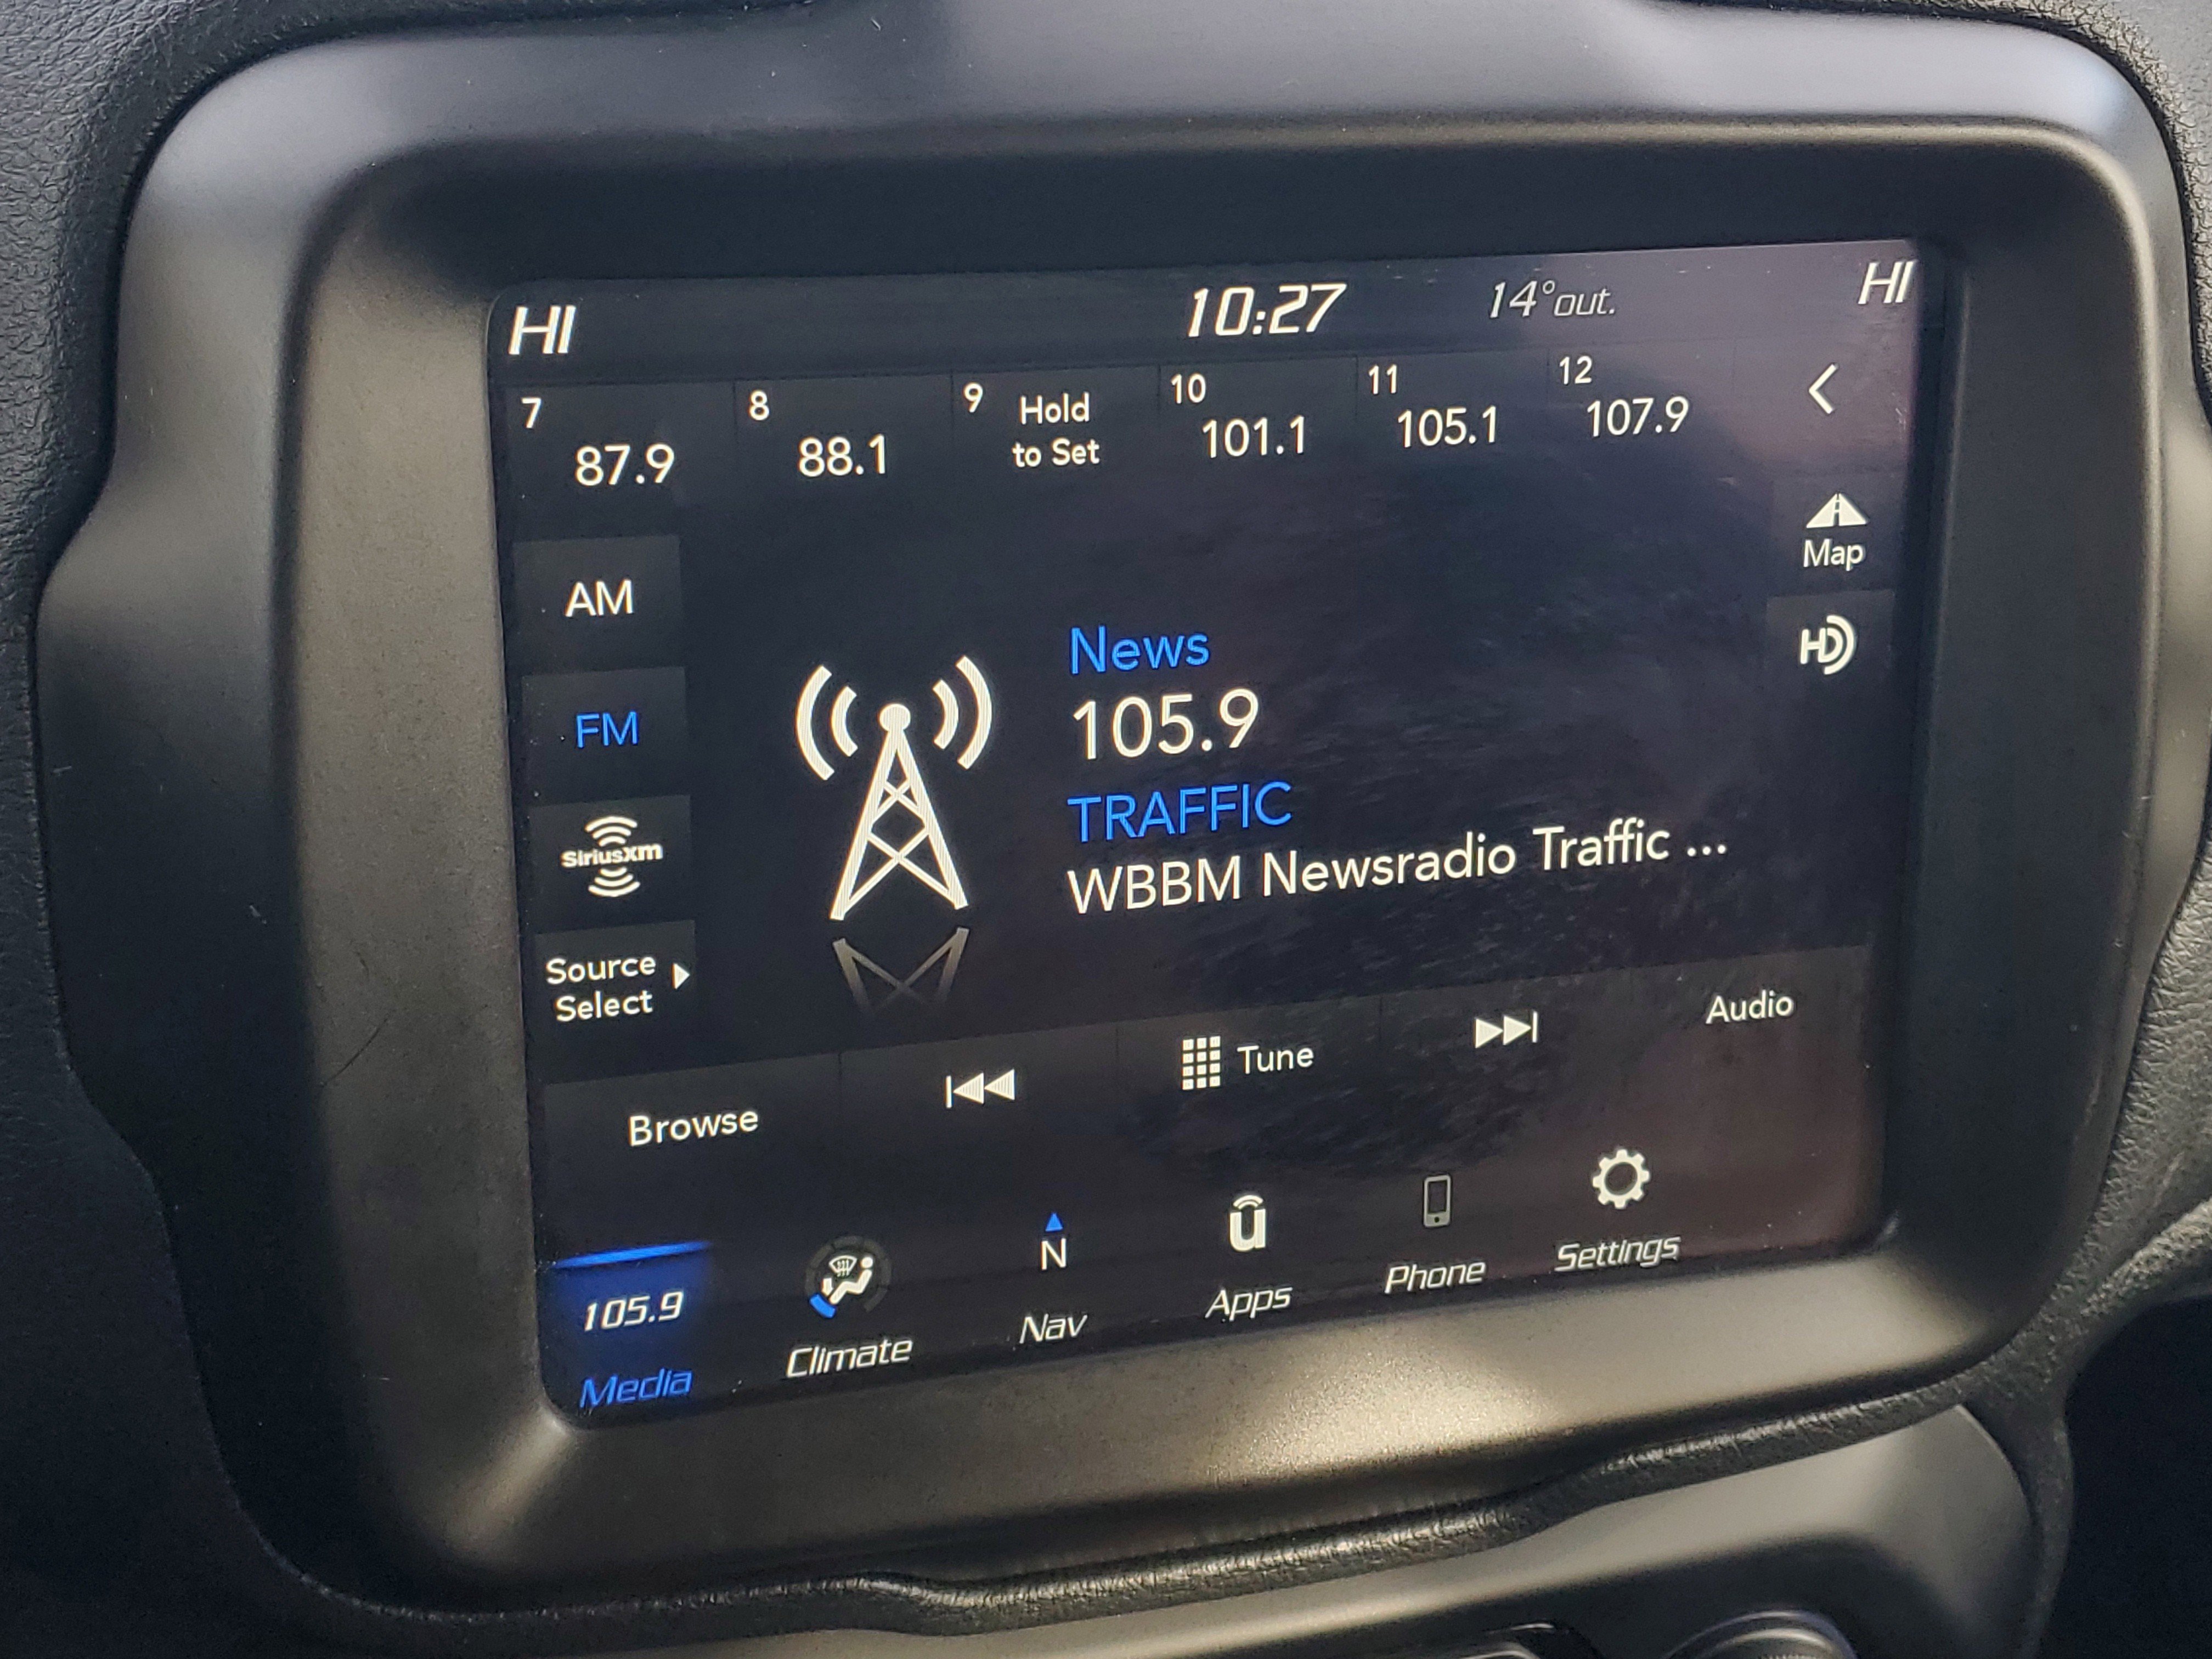 HI 10:27 14°out. HI
7 87.9 8 88.1 9 Hold to Set 10 101.1 11 105.1 12 107.9
AM
FM
SiriusXm
Source
Select
News
105.9
TRAFFIC
WBBM Newsradio Traffic ...
Map
HD
Browse Tune Audio
105.9 N u
Media Climate Nav Apps Phone Settings